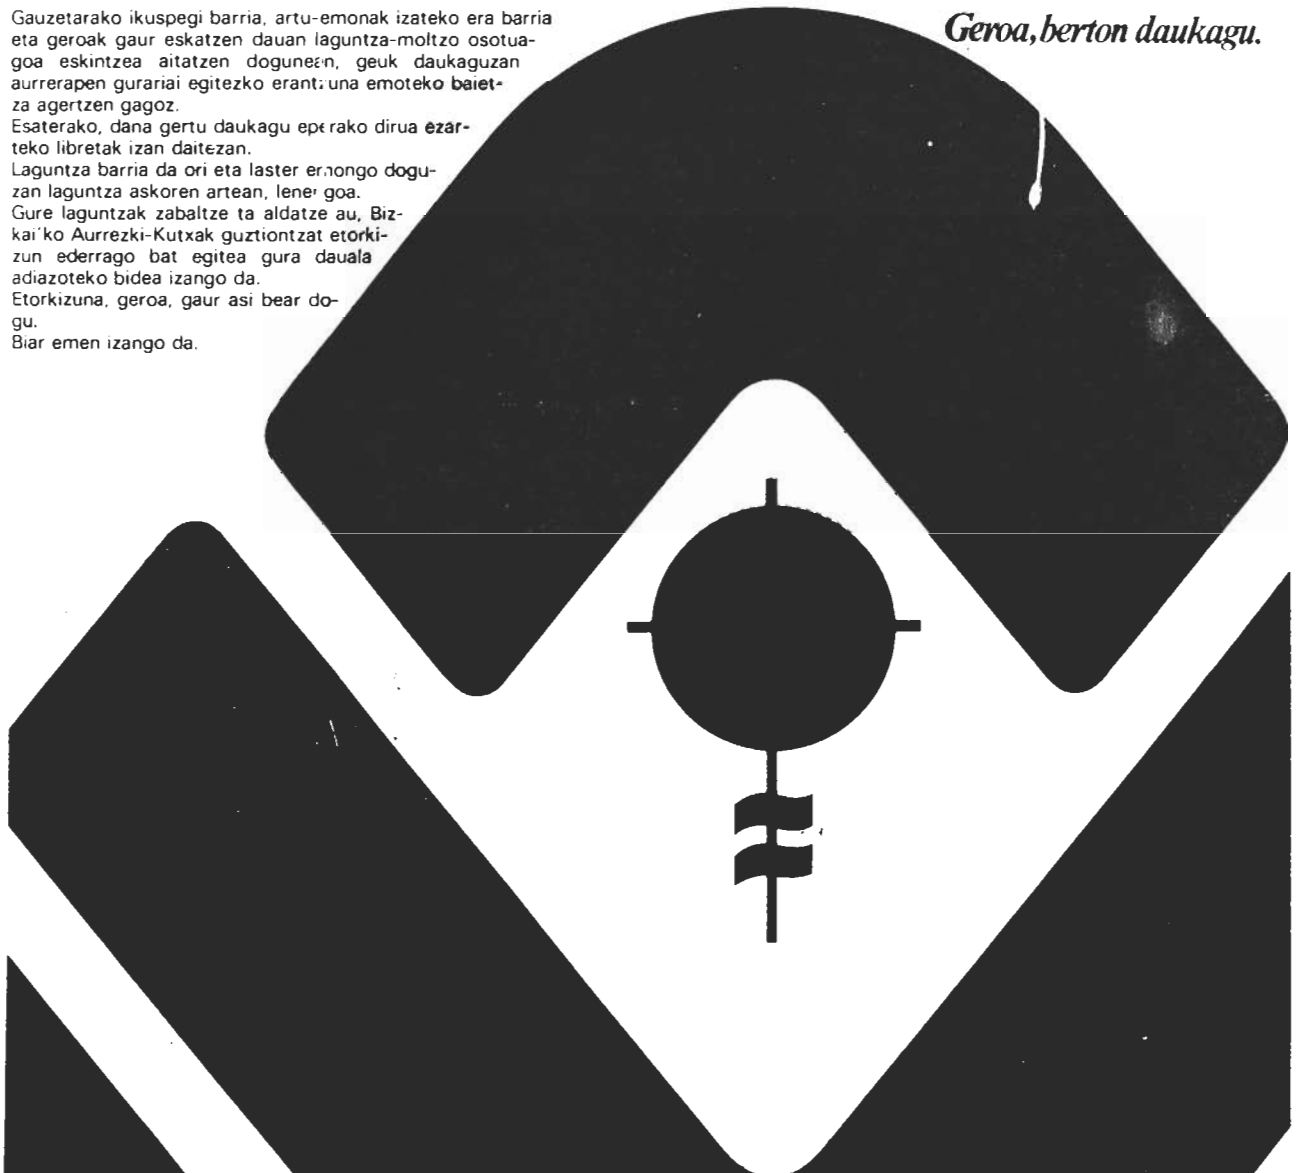 Gauzetarako ikuspegi barria, artu-emonak izateko era barria
eta geroak gaur eskatzen dauan laguntza-moltzo osotua-
goa eskintzea aitatzen dogunean, geuk daukaguzan
aurrerapen gurariai egitezko erantzuna emoteko baiet-
za agertzen gagoz.
Esaterako, dana gertu daukagu eperako dirua ezar-
teko libretak izan daitezan.
Laguntza barria da ori eta laster emongo dogu-
zan laguntza askoren artean, lenengoa.
Gure laguntzak zabaltze ta aldatze au, Biz-
kai'ko Aurrezki-Kutxak guztiontzat etorki-
zun ederrago bat egitea gura dauala
adiazoteko bidea izango da.
Etorkizuna, geroa, gaur asi bear do-
gu.
Biar emen izango da.
Geroa, berton daukagu.